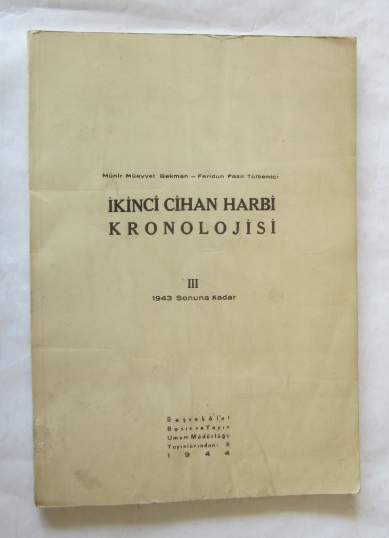 Münir Müeyyet Bekman – Feridun Fazıl Tülbentçi
İKİNCİ CİHAN HARBİ
KRONOLOJİSİ
III
1943 Sonuna Kadar
Başvekâlet
Basın ve Yayın
Umum Müdürlüğü
Yayınlarından: 8
1944